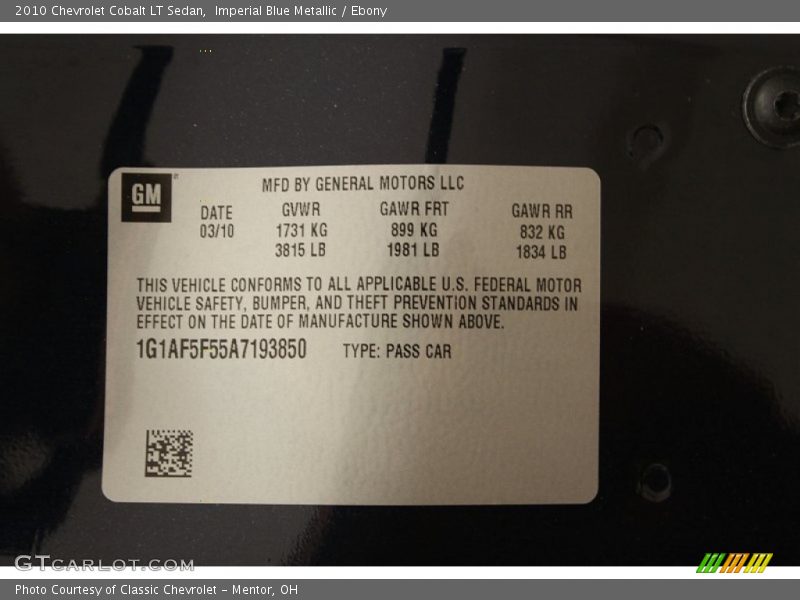 2010 Chevrolet Cobalt LT Sedan, Imperial Blue Metallic / Ebony
GM
MFD BY GENERAL MOTORS LLC
DATE GVWR GAWR FRT GAWR RR
03/10 1731 KG 899 KG 832 KG
3815 LB 1981 LB 1834 LB
THIS VEHICLE CONFORMS TO ALL APPLICABLE U.S. FEDERAL MOTOR
VEHICLE SAFETY, BUMPER, AND THEFT PREVENTION STANDARDS IN
EFFECT ON THE DATE OF MANUFACTURE SHOWN ABOVE.
1G1AF5F55A7193850 TYPE: PASS CAR
GTCARLOT.COM
Photo Courtesy of Classic Chevrolet - Mentor, OH